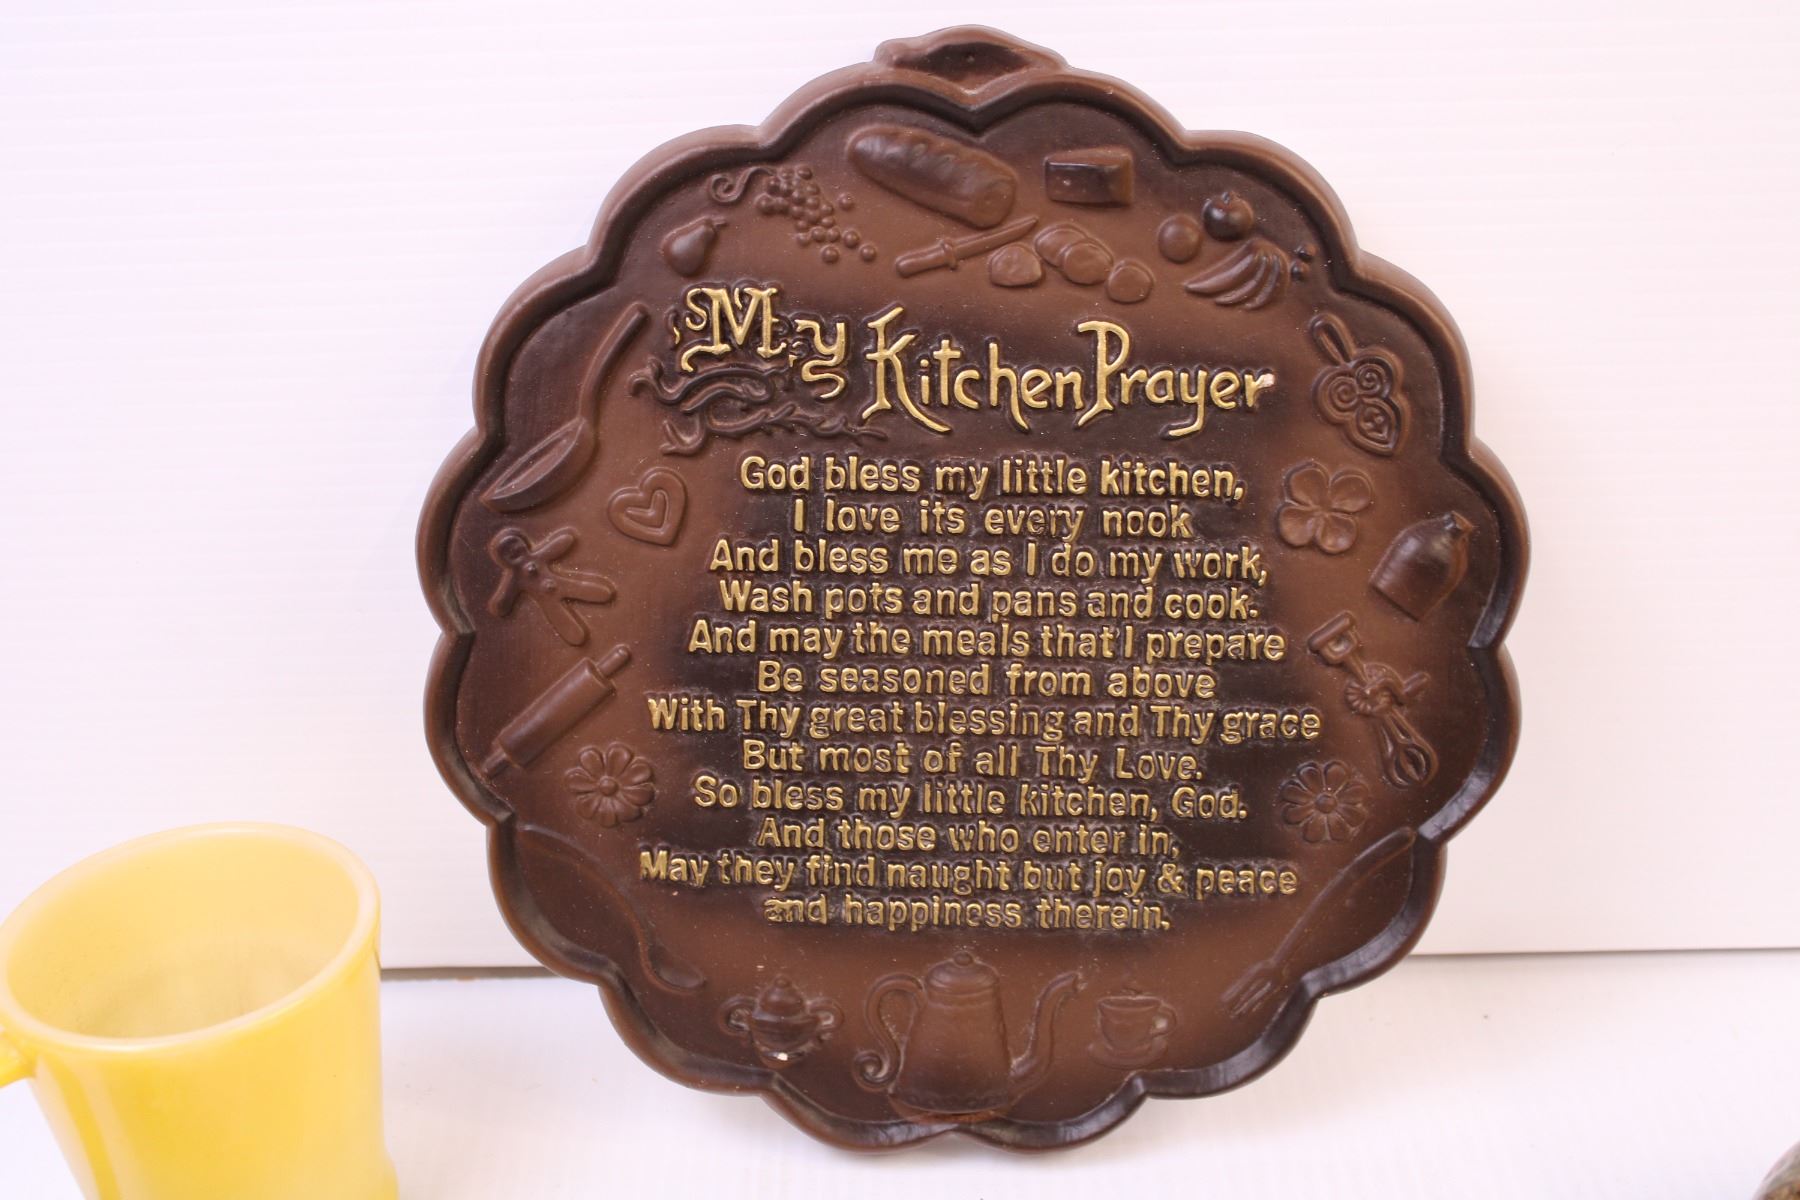 My Kitchen Prayer
God bless my little kitchen,
I love its every nook
And bless me as I do my work,
Wash pots and pans and cook.
And may the meals that I prepare
Be seasoned from above
With Thy great blessing and Thy grace
But most of all Thy Love.
So bless my little kitchen, God.
And those who enter in,
May they find naught but joy & peace
and happiness therein.